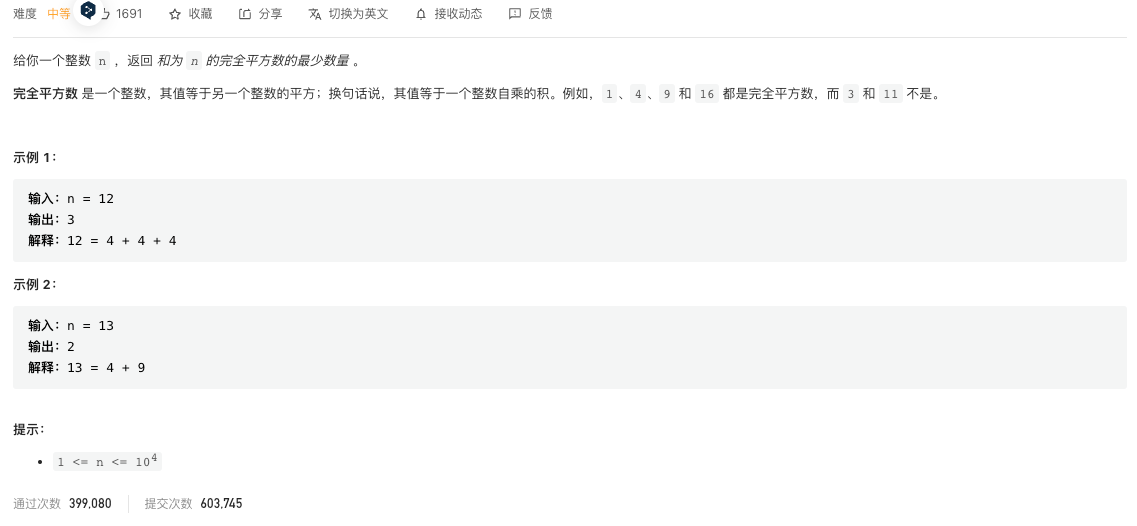 难度 中等 1691 收藏 分享 切换为英文 接收动态 反馈
给你一个整数 n ，返回 和为 n 的完全平方数的最少数量 。
完全平方数 是一个整数，其值等于另一个整数的平方；换句话说，其值等于一个整数自乘的积。例如，1、4、9 和 16 都是完全平方数，而 3 和 11 不是。
示例 1：
输入：n = 12
输出：3
解释：12 = 4 + 4 + 4
示例 2：
输入：n = 13
输出：2
解释：13 = 4 + 9
提示：
• 1 <= n <= 10⁴
通过次数 399,080 提交次数 603,745